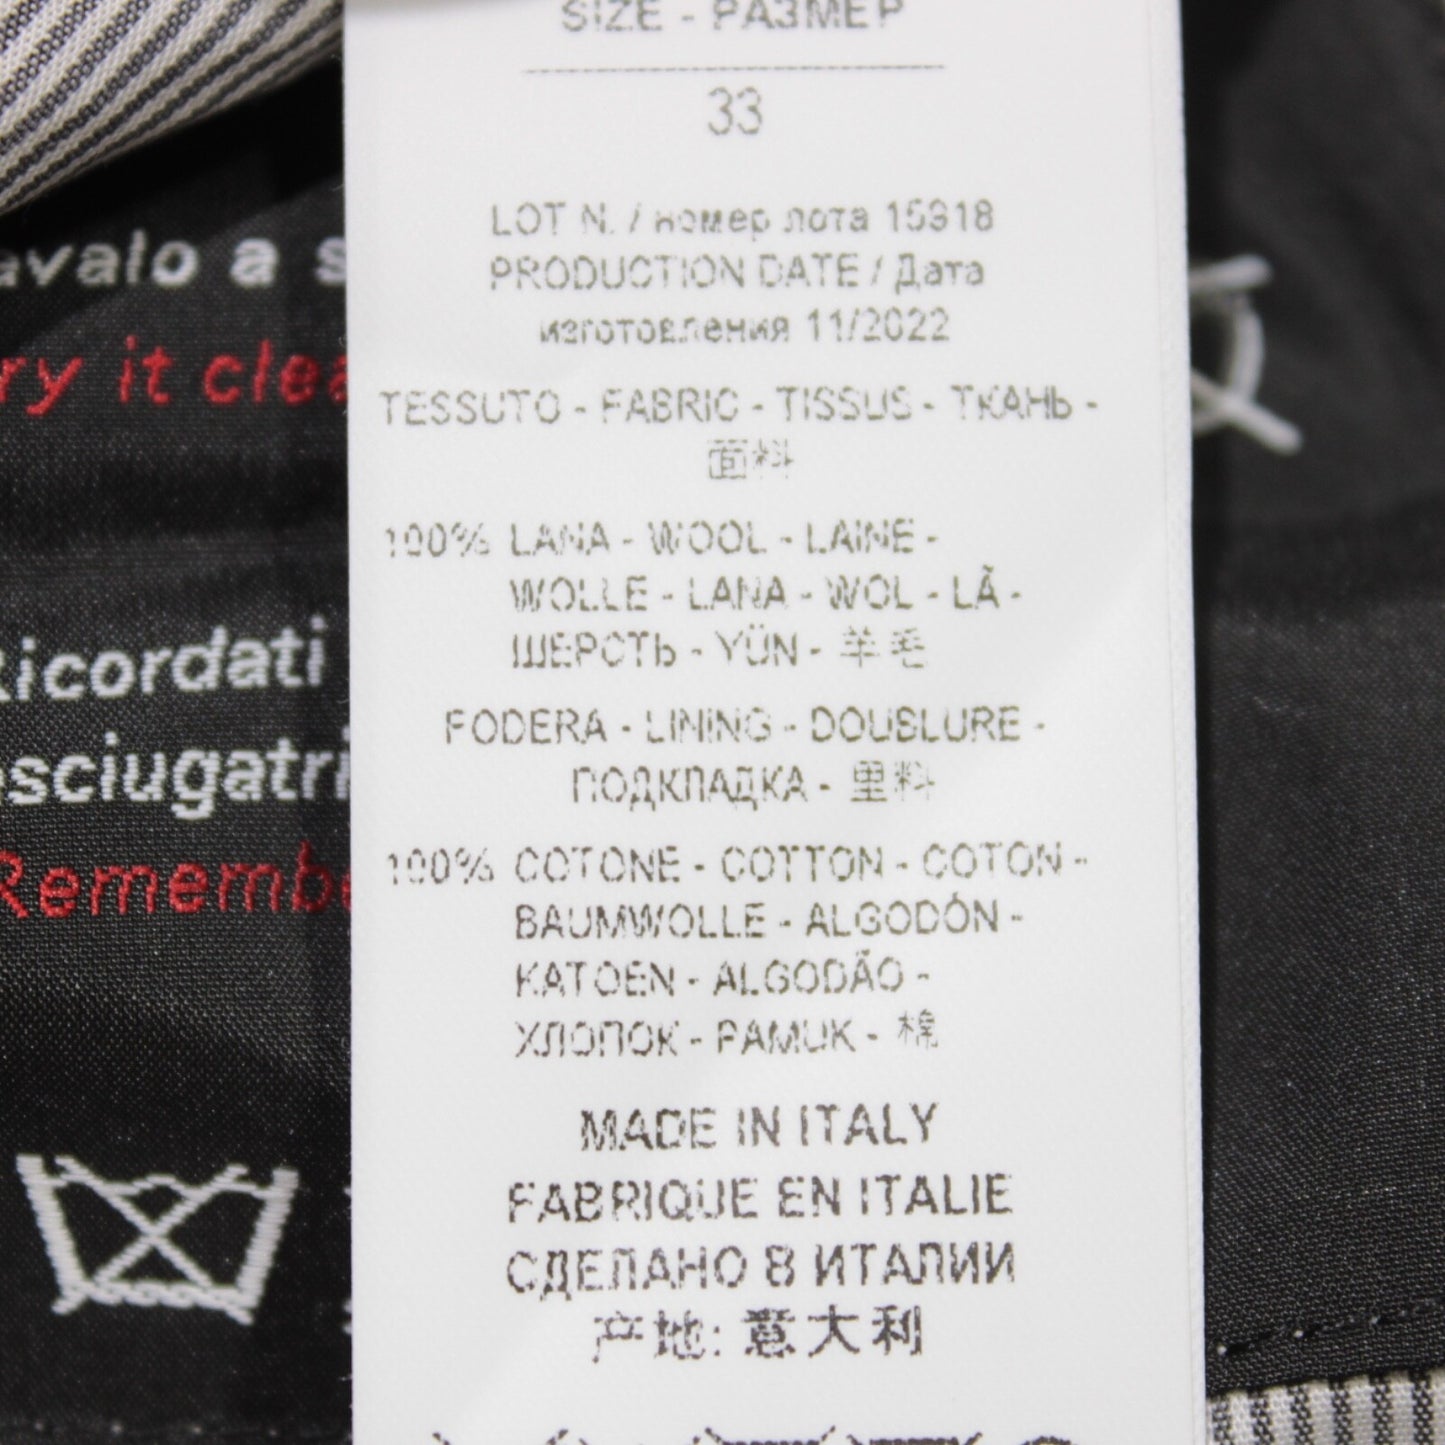 SIZE - РАЗМЕР
33
LOT N. / номер лота 15918
PRODUCTION DATE / Дата
изготовления 11/2022
TESSUTO - FABRIC - TISSUS - ТКАНЬ -
面料
100% LANA - WOOL - LAINE -
WOLLE - LANA - WOL - LÃ -
ШЕРСТЬ - YÜN - 羊毛
FODERA - LINING - DOUBLURE -
ПОДКЛАДКА - 里料
100% COTONE - COTTON - COTON -
BAUMWOLLE - ALGODÓN -
KATOEN - ALGODÃO -
ХЛОПОК - PAMUK - 棉
MADE IN ITALY
FABRIQUE EN ITALIE
СДЕЛАНО В ИТАЛИИ
产地: 意大利
avalo a s
ry it clea
Ricordati
asciugatri
Remembe